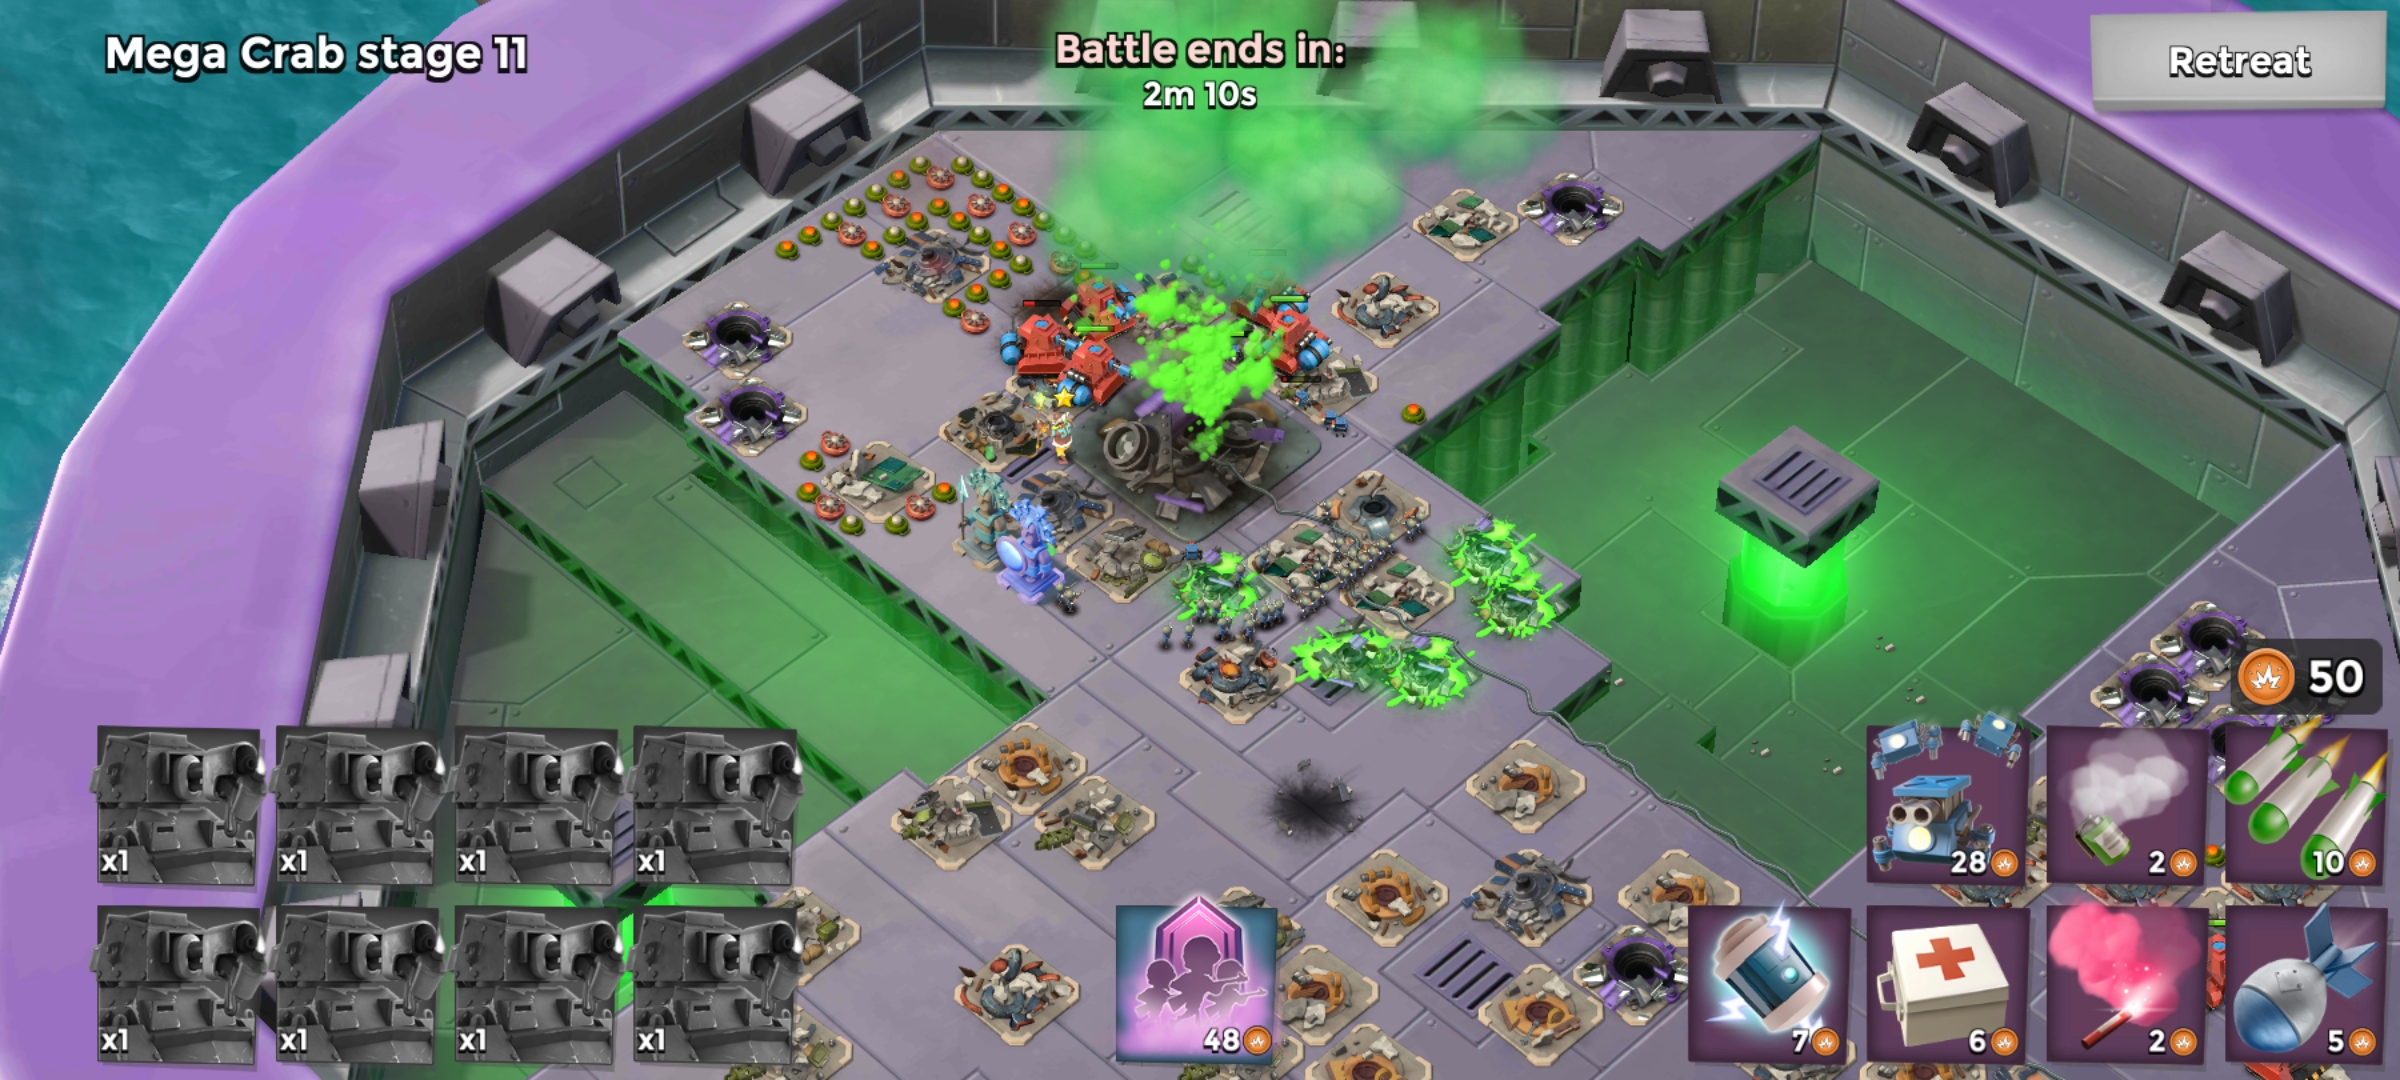 Mega Crab stage 11
Battle ends in:
2m 10s
Retreat
50
x1
x1
x1
x1
28
2
10
x1
x1
x1
x1
48
7
6
2
5